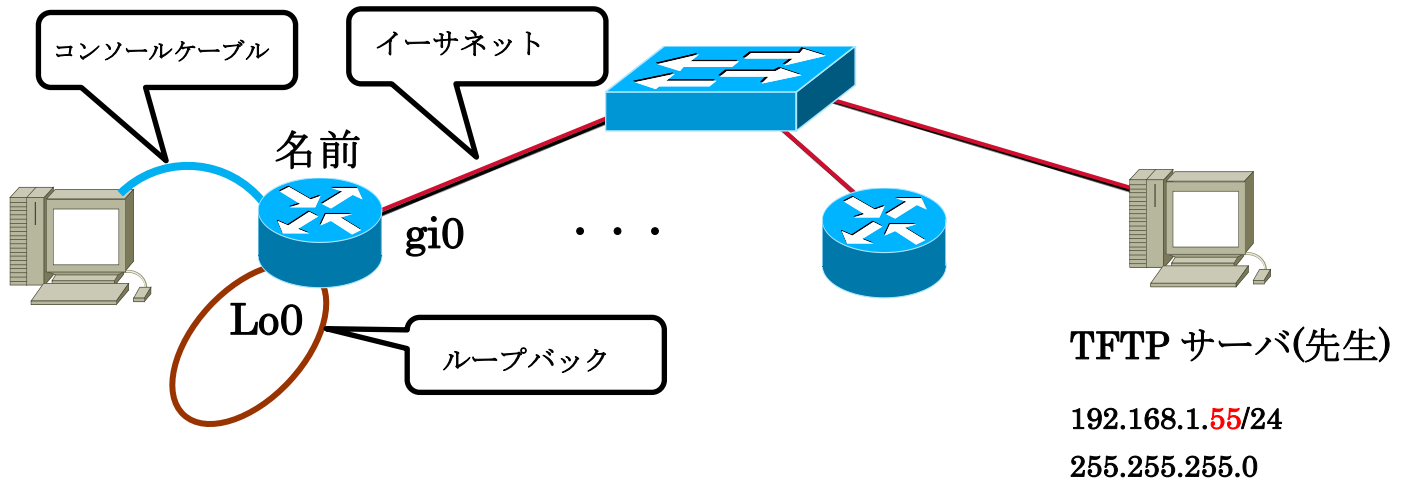 コンソールケーブル
イーサネット
名前
gi0
・・・
Lo0
ループバック
TFTP サーバ(先生)
192.168.1.55/24
255.255.255.0